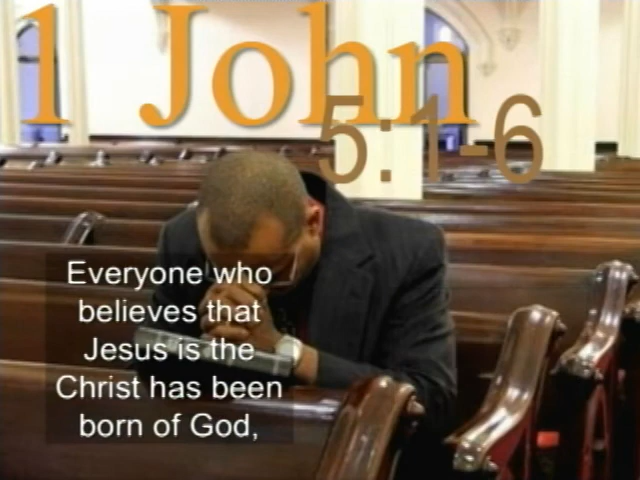 1 John
5:1-6
Everyone who
believes that
Jesus is the
Christ has been
born of God,